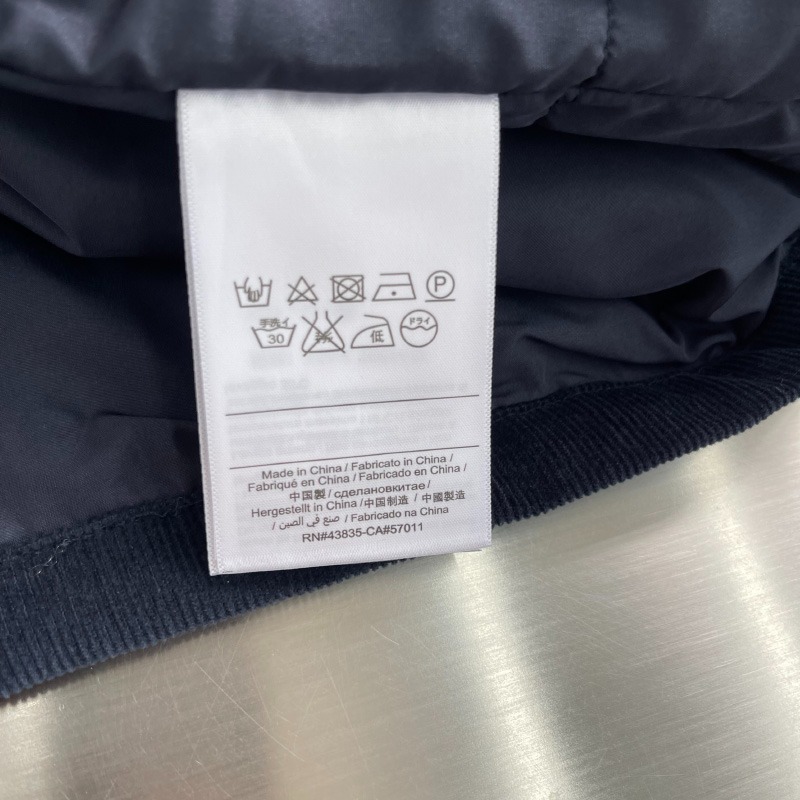 P
手洗イ 30 低 ドライ
Made in China / Fabricato in China /
Fabriqué en China / Fabricado en China /
中国製 / сделановкитае /
Hergestellt in China /中国制造 / 中國製造
/ صنع في الصين / Fabricado na China
RN#43835-CA#57011